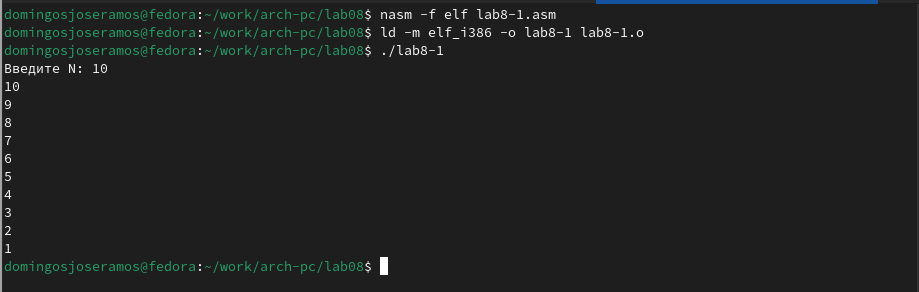 domingosjoseramos@fedora:~/work/arch-pc/lab08$ nasm -f elf lab8-1.asm
domingosjoseramos@fedora:~/work/arch-pc/lab08$ ld -m elf_i386 -o lab8-1 lab8-1.o
domingosjoseramos@fedora:~/work/arch-pc/lab08$ ./lab8-1
Введите N: 10
10
9
8
7
6
5
4
3
2
1
domingosjoseramos@fedora:~/work/arch-pc/lab08$